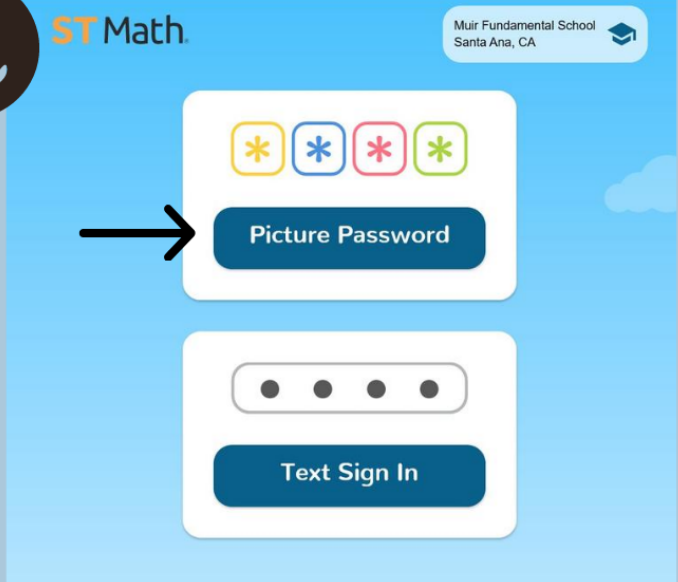 ST Math.
Muir Fundamental School
Santa Ana, CA
* * * *
Picture Password
Text Sign In